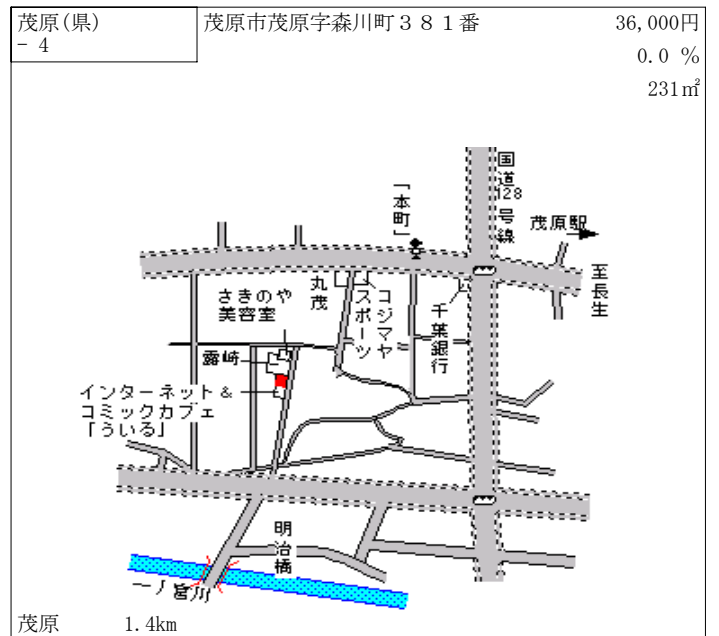 茂原(県)
- 4
茂原市茂原字森川町３８１番
36,000円
0.0 %
231㎡
国道128号線
「本町」
茂原駅
至長生
丸茂
コジマヤスポーツ
千葉銀行
さきのや
美容室
露崎
インターネット＆
コミックカフェ
「ういる」
明治橋
一ノ宮川
茂原 1.4km